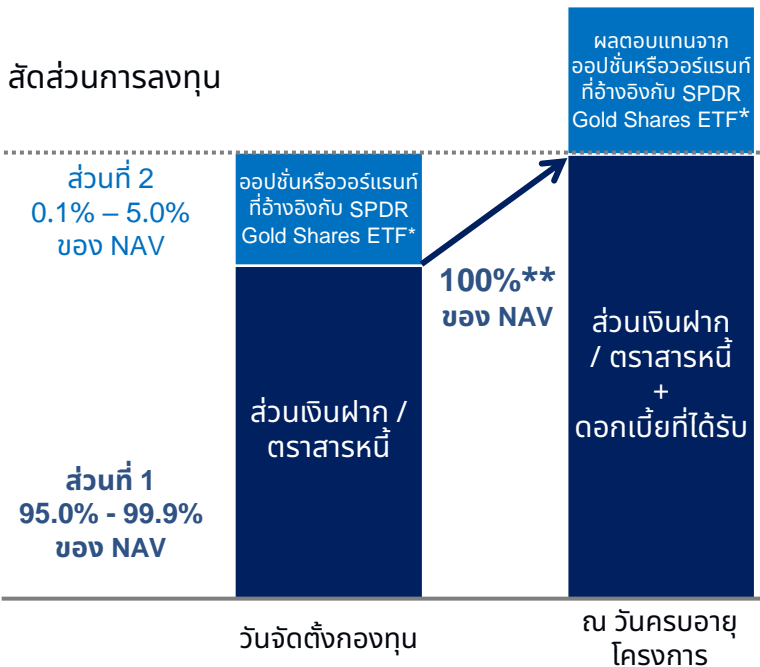 สัดส่วนการลงทุน
ผลตอบแทนจาก
ออปชั่นหรือวอร์แรนท์
ที่อ้างอิงกับ SPDR
Gold Shares ETF*
ส่วนที่ 2
0.1% – 5.0%
ของ NAV
ออปชั่นหรือวอร์แรนท์
ที่อ้างอิงกับ SPDR
Gold Shares ETF*
100%**
ของ NAV
ส่วนเงินฝาก
/ ตราสารหนี้
+
ดอกเบี้ยที่ได้รับ
ส่วนเงินฝาก /
ตราสารหนี้
ส่วนที่ 1
95.0% - 99.9%
ของ NAV
วันจัดตั้งกองทุน
ณ วันครบอายุ
โครงการ